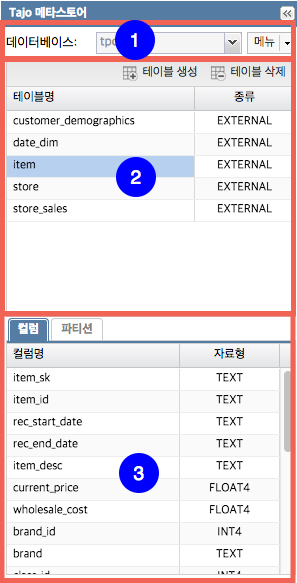 Tajo 메타스토어
데이터베이스: 1 메뉴
테이블 생성 테이블 삭제
테이블명 종류
customer_demographics EXTERNAL
date_dim EXTERNAL
item 2 EXTERNAL
store EXTERNAL
store_sales EXTERNAL
컬럼 파티션
컬럼명 자료형
item_sk TEXT
item_id TEXT
rec_start_date TEXT
rec_end_date TEXT
item_desc 3 TEXT
current_price FLOAT4
wholesale_cost FLOAT4
brand_id INT4
brand TEXT